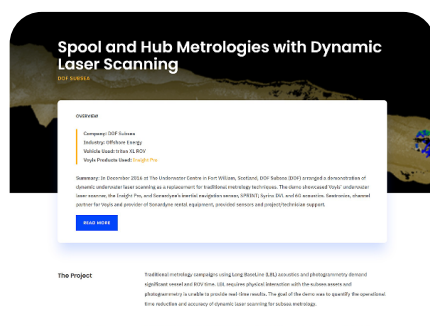 Spool and Hub Metrologies with Dynamic
Laser Scanning
DOF SUBSEA
OVERVIEW
Company: DOF Subsea
Industry: Offshore Energy
Vehicle Used: triton XL ROV
Voyis Products Used: Insight Pro
Summary: In December 2016 at The Underwater Centre in Fort William, Scotland, DOF Subsea (DOF) arranged a demonstration of
dynamic underwater laser scanning as a replacement for traditional metrology techniques. The demo showcased Voyis' underwater
laser scanner, the Insight Pro, and Sonardyne's inertial navigation sensor, SPRINT; Syrinx DVL and 6G sources. Seatronics, channel
partner for Voyis and provider of Sonardyne rental equipment, provided sensors and project/technician support.
READ MORE
The Project
Traditional metrology campaigns using Long BaseLine (LBL) acoustics and photogrammetry demand
significant vessel and ROV time. LBL requires physical interaction with the subsea assets and
photogrammetry is unable to provide real-time results. The goal of the demo was to quantify the operational
time reduction and accuracy of dynamic laser scanning for subsea metrology.